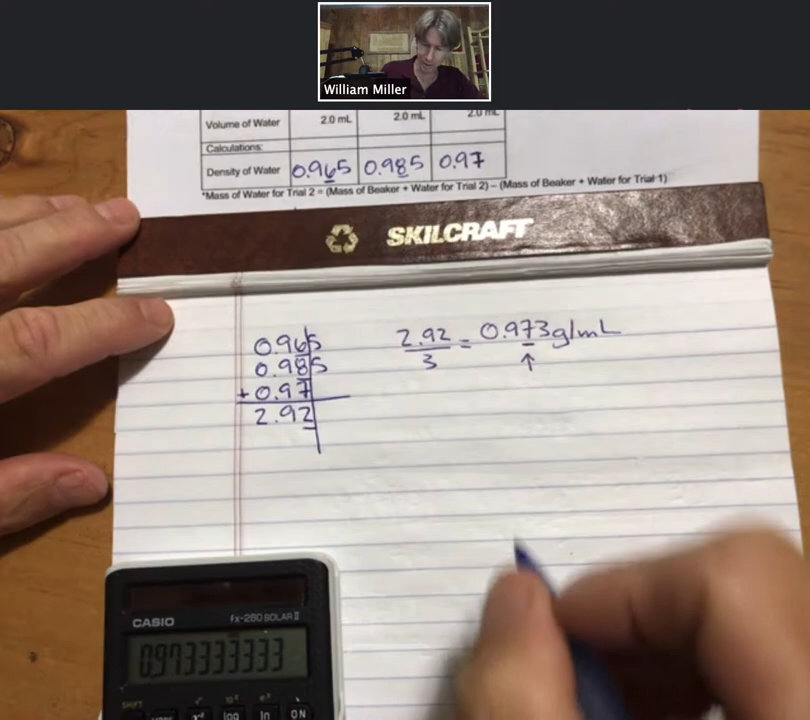 William Miller
Volume of Water 2.0 mL 2.0 mL 2.0 mL
Calculations:
Density of Water 0.965 0.985 0.97
*Mass of Water for Trial 2 = (Mass of Beaker + Water for Trial 2) – (Mass of Beaker + Water for Trial 1)
SKILCRAFT
0.965
0.985
+0.97
2.92
2.92/3 = 0.973 g/mL
↑
CASIO fx-260 SOLAR II
0.973333333
SHIFT
x² log ln ON